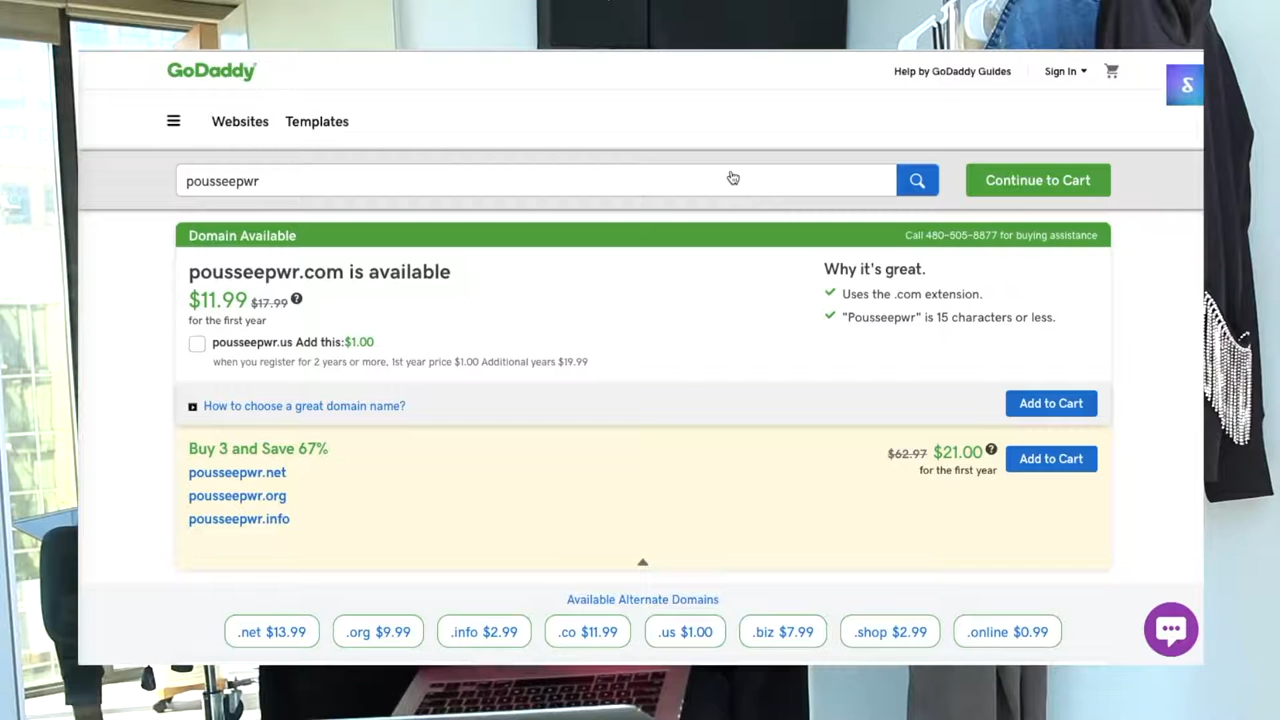 GoDaddy
Help by GoDaddy Guides
Sign In
Websites
Templates
pousseepwr
Continue to Cart
Domain Available
Call 480-505-8877 for buying assistance
pousseepwr.com is available
$11.99 $17.99
for the first year
pousseepwr.us Add this:$1.00
when you register for 2 years or more, 1st year price $1.00 Additional years $19.99
Why it's great.
Uses the .com extension.
"Pousseepwr" is 15 characters or less.
How to choose a great domain name?
Add to Cart
Buy 3 and Save 67%
pousseepwr.net
pousseepwr.org
pousseepwr.info
$62.97 $21.00
for the first year
Add to Cart
Available Alternate Domains
.net $13.99
.org $9.99
.info $2.99
.co $11.99
.us $1.00
.biz $7.99
.shop $2.99
.online $0.99